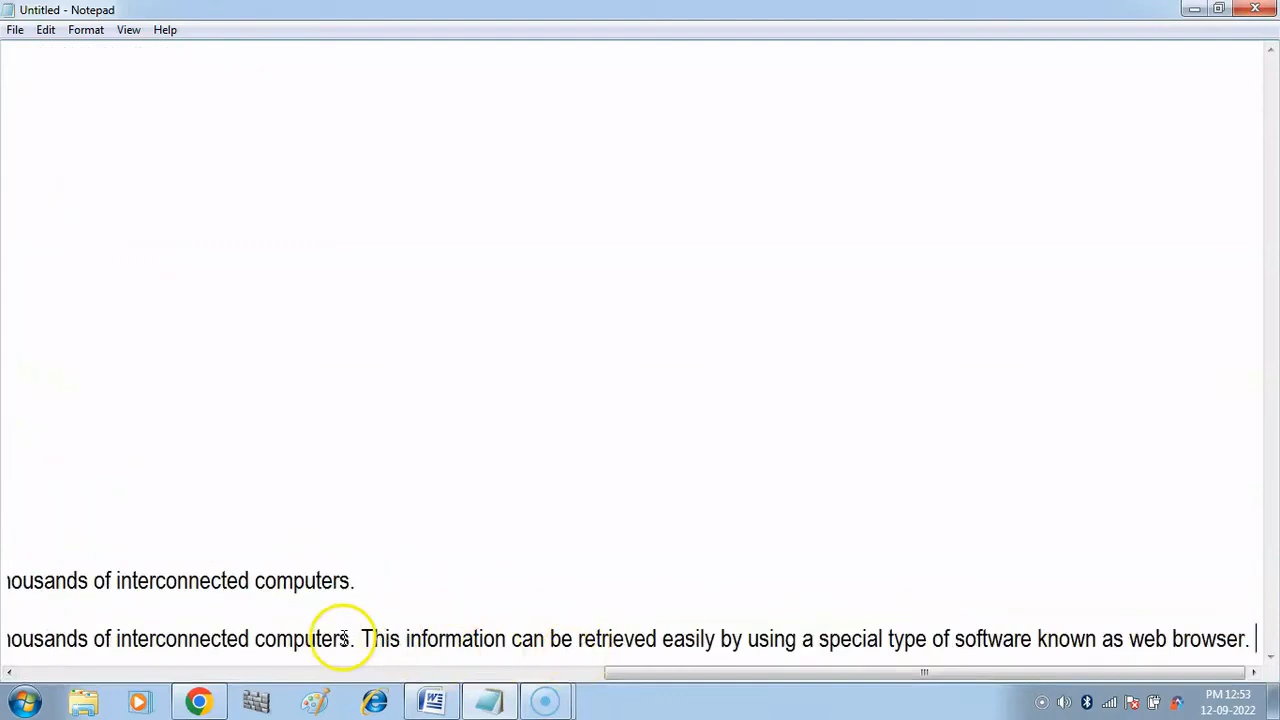 Untitled - Notepad
File Edit Format View Help
housands of interconnected computers.
housands of interconnected computers. This information can be retrieved easily by using a special type of software known as web browser.
PM 12:53
12-09-2022